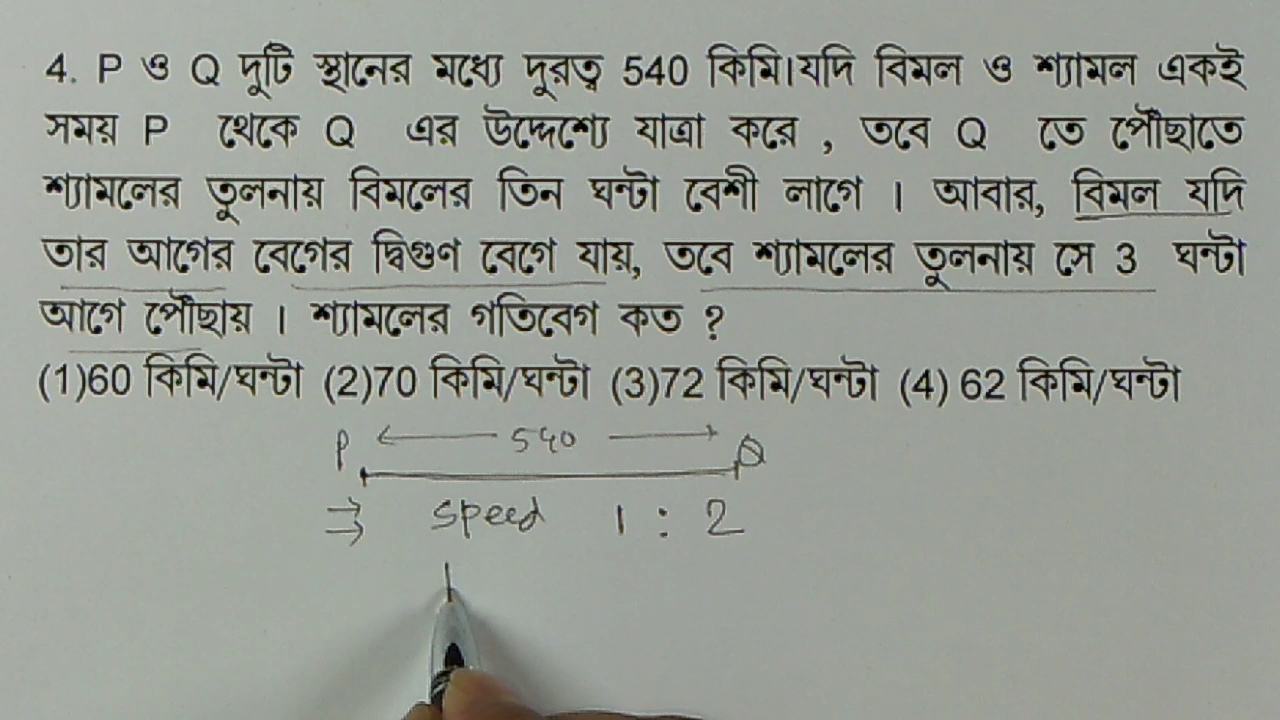 4. P ও Q দুটি স্থানের মধ্যে দুরত্ব 540 কিমি।যদি বিমল ও শ্যামল একই
সময় P থেকে Q এর উদ্দেশ্যে যাত্রা করে , তবে Q তে পৌঁছাতে
শ্যামলের তুলনায় বিমলের তিন ঘন্টা বেশী লাগে । আবার, বিমল যদি
তার আগের বেগের দ্বিগুণ বেগে যায়, তবে শ্যামলের তুলনায় সে 3 ঘন্টা
আগে পৌছায় । শ্যামলের গতিবেগ কত ?
(1)60 কিমি/ঘন্টা (2)70 কিমি/ঘন্টা (3)72 কিমি/ঘন্টা (4) 62 কিমি/ঘন্টা
P 540 Q
⇒ speed 1 : 2